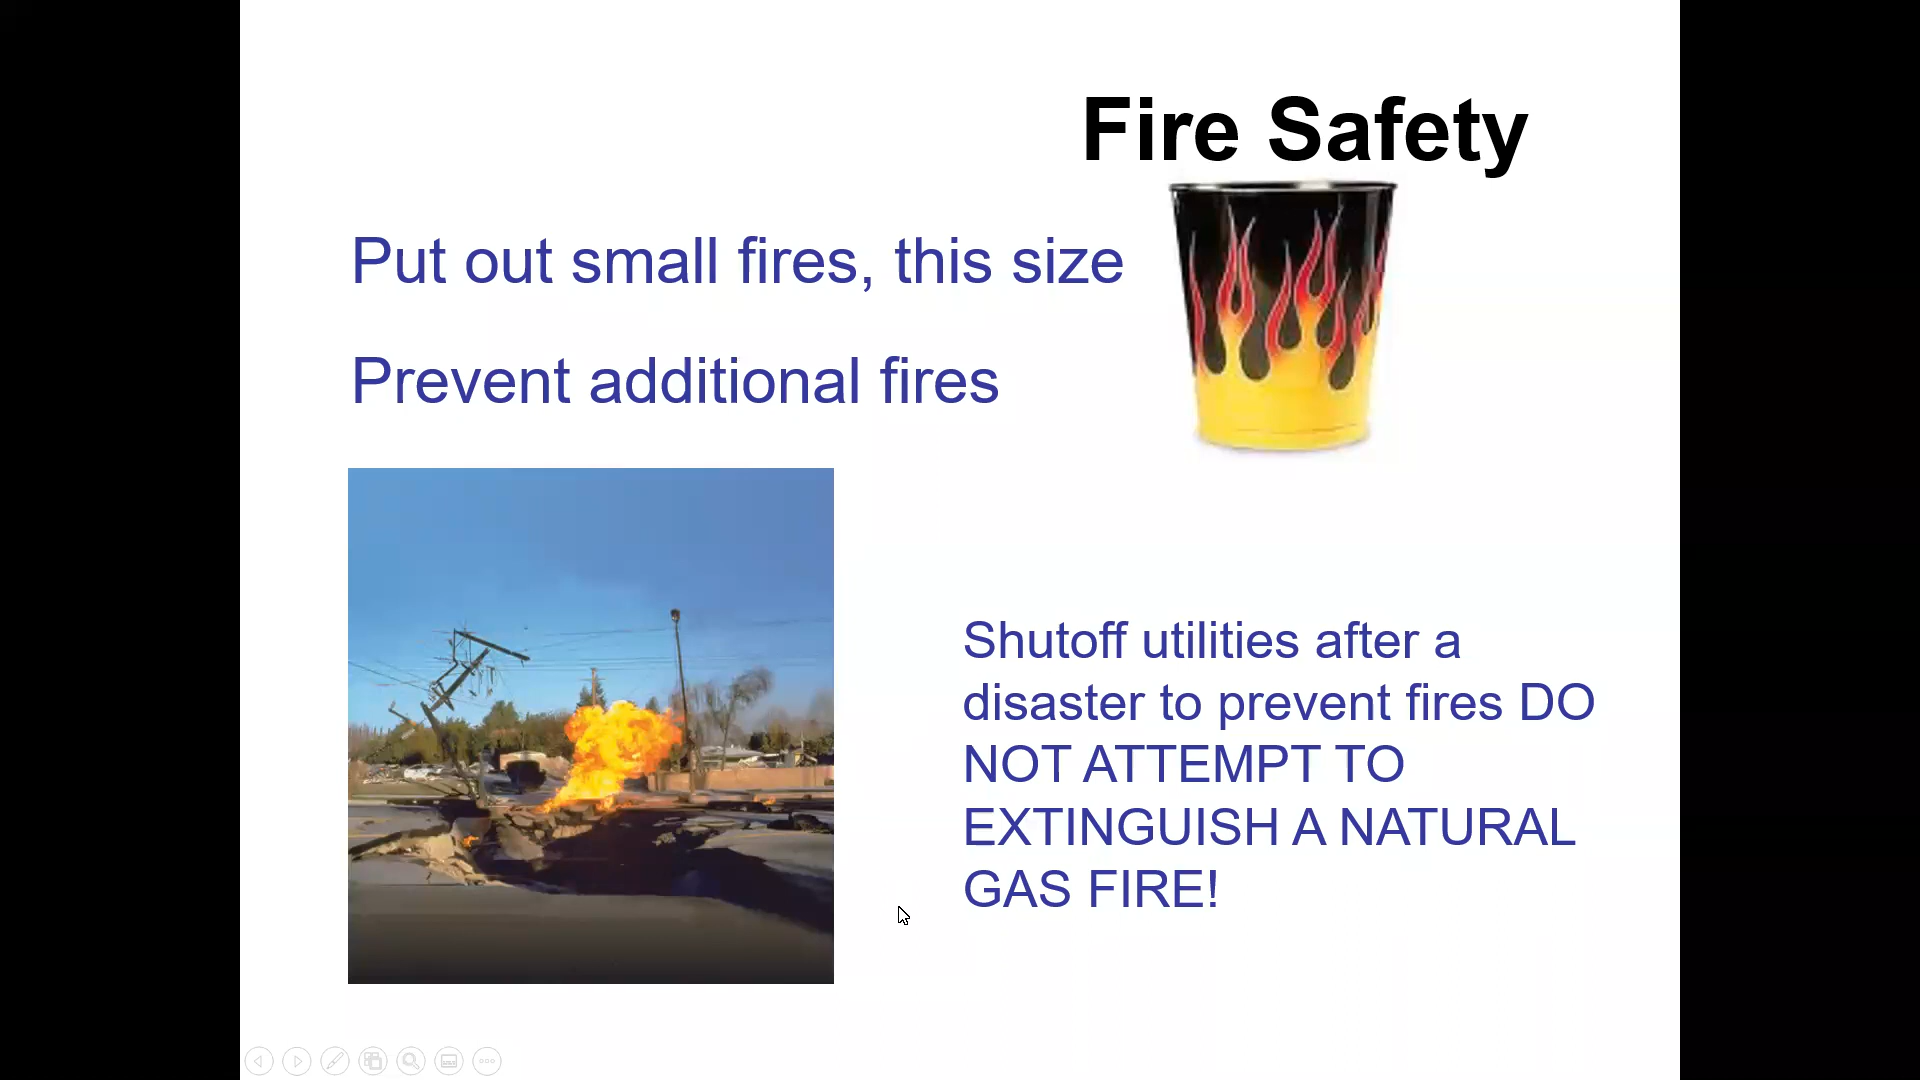 Fire Safety
Put out small fires, this size
Prevent additional fires
Shutoff utilities after a
disaster to prevent fires DO
NOT ATTEMPT TO
EXTINGUISH A NATURAL
GAS FIRE!